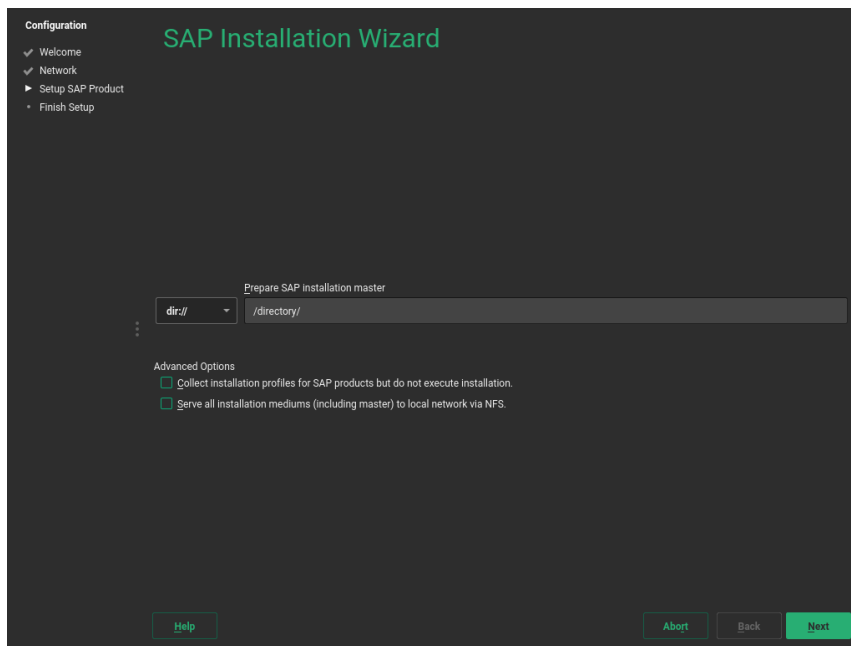 Configuration
Welcome
Network
Setup SAP Product
Finish Setup
SAP Installation Wizard
Prepare SAP installation master
dir:// /directory/
Advanced Options
Collect installation profiles for SAP products but do not execute installation.
Serve all installation mediums (including master) to local network via NFS.
Help Abort Back Next